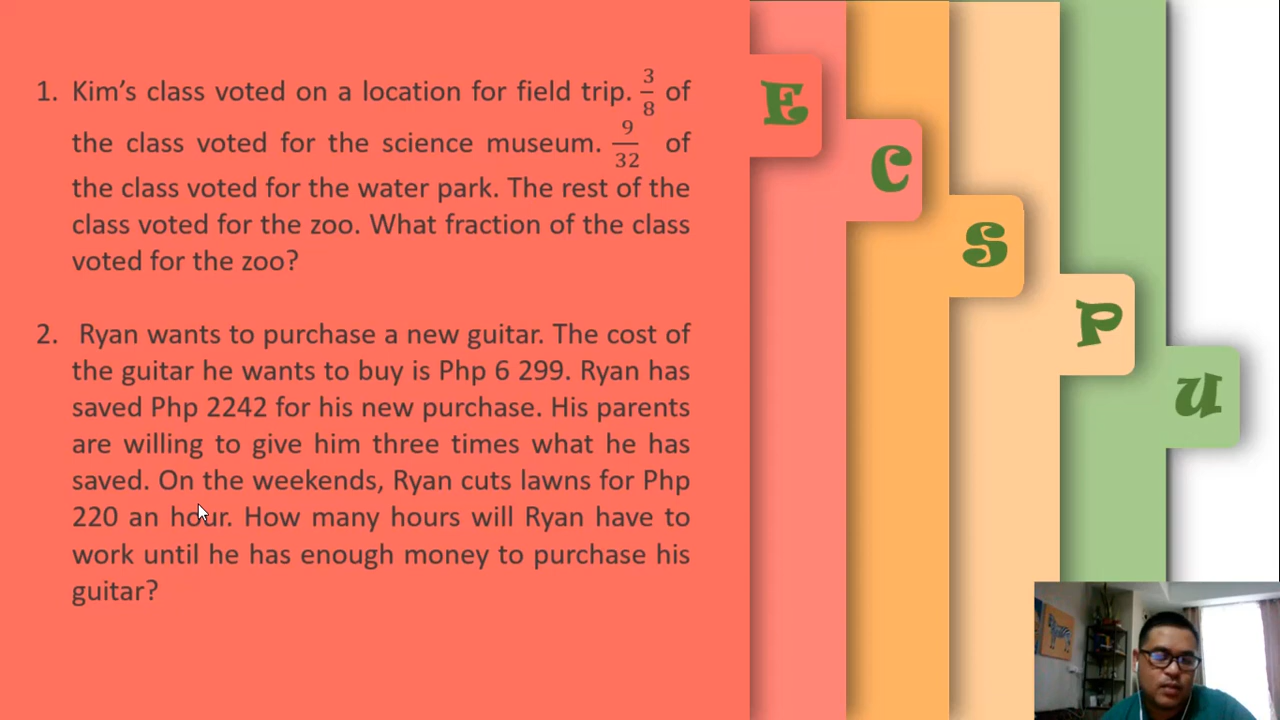 1. Kim's class voted on a location for field trip. 3/8 of
the class voted for the science museum. 9/32 of
the class voted for the water park. The rest of the
class voted for the zoo. What fraction of the class
voted for the zoo?
2. Ryan wants to purchase a new guitar. The cost of
the guitar he wants to buy is Php 6 299. Ryan has
saved Php 2242 for his new purchase. His parents
are willing to give him three times what he has
saved. On the weekends, Ryan cuts lawns for Php
220 an hour. How many hours will Ryan have to
work until he has enough money to purchase his
guitar?
E
C
S
P
U